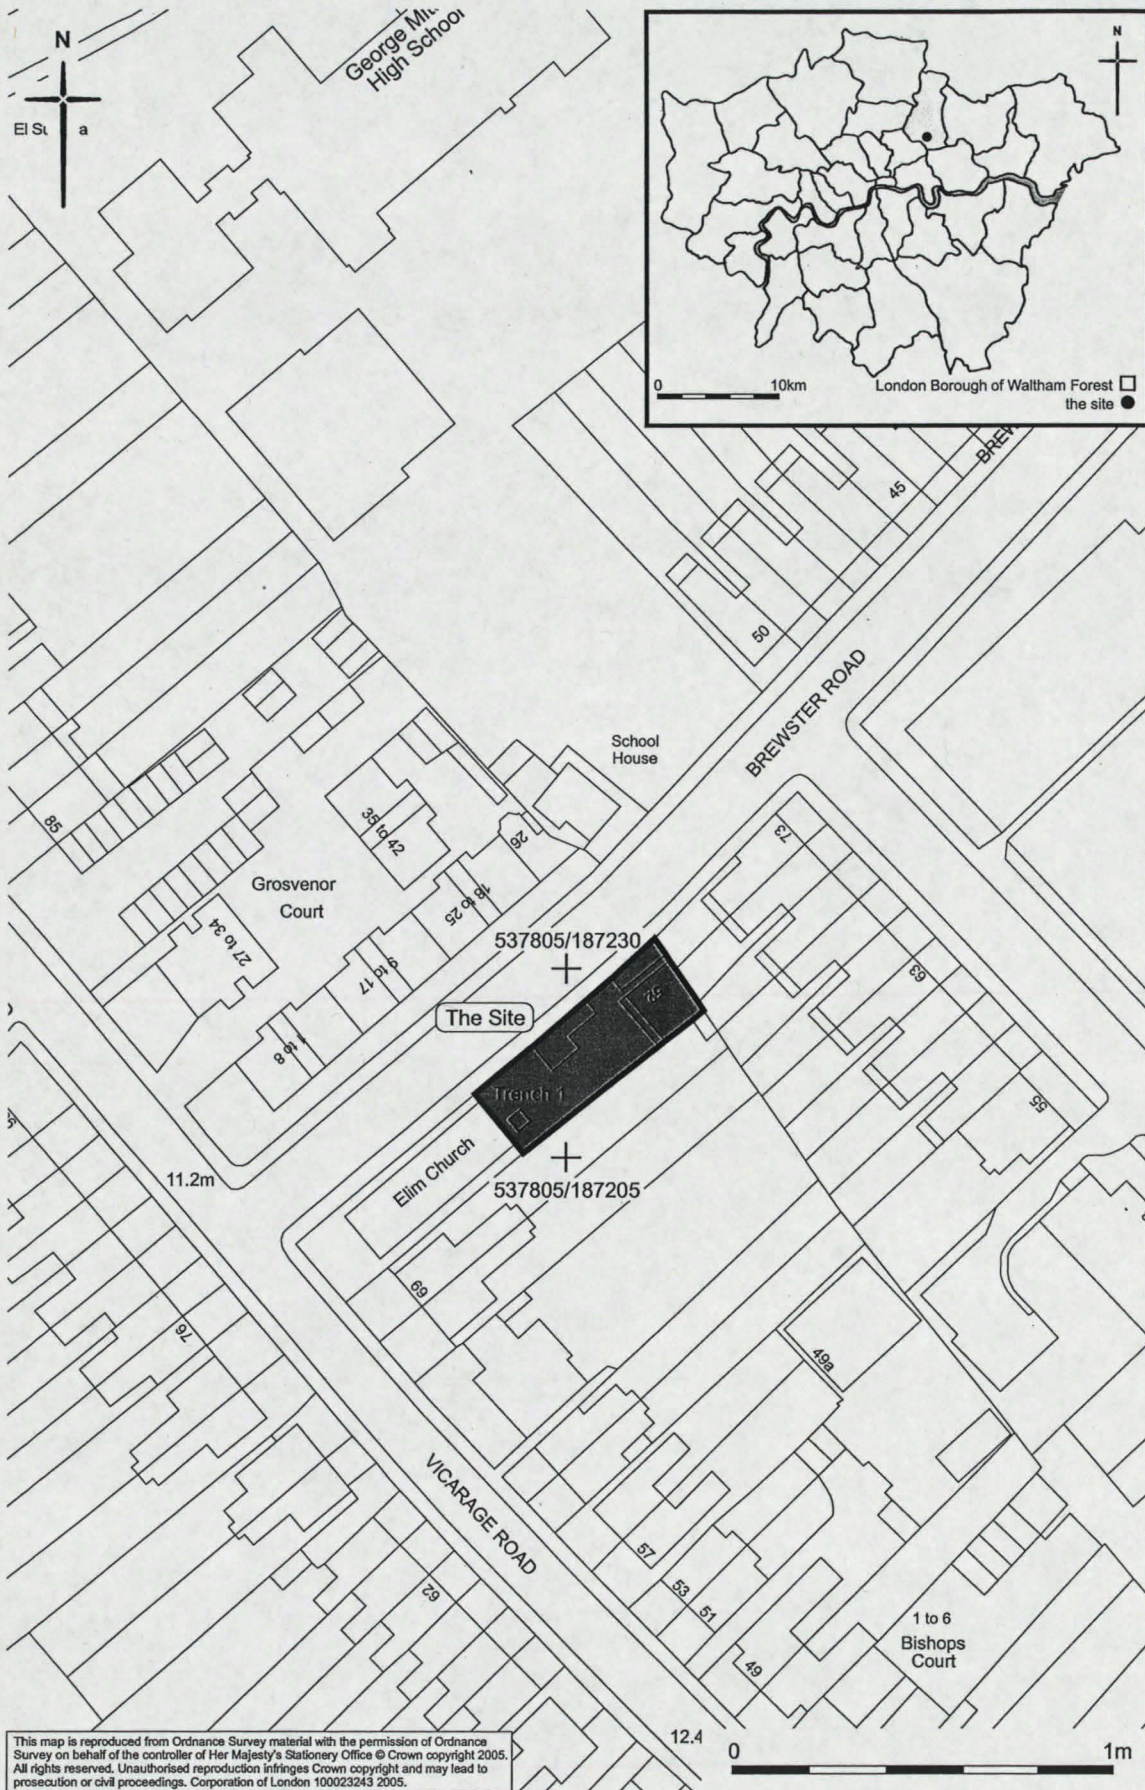 N
El Su a
George Mit
High School
N
0 10km
London Borough of Waltham Forest
the site
BREW
45
50
BREWSTER ROAD
School
House
85
35 to 42
26
73
Grosvenor
Court
18 to 25
27 to 34
9 to 17
63
537805/187230
52
The Site
1 to 8
Trench 1
55
Elim Church
11.2m
537805/187205
69
76
49a
VICARAGE ROAD
57
53
51
62
49
1 to 6
Bishops
Court
12.4
0 1m
This map is reproduced from Ordnance Survey material with the permission of Ordnance
Survey on behalf of the controller of Her Majesty's Stationery Office © Crown copyright 2005.
All rights reserved. Unauthorised reproduction infringes Crown copyright and may lead to
prosecution or civil proceedings. Corporation of London 100023243 2005.